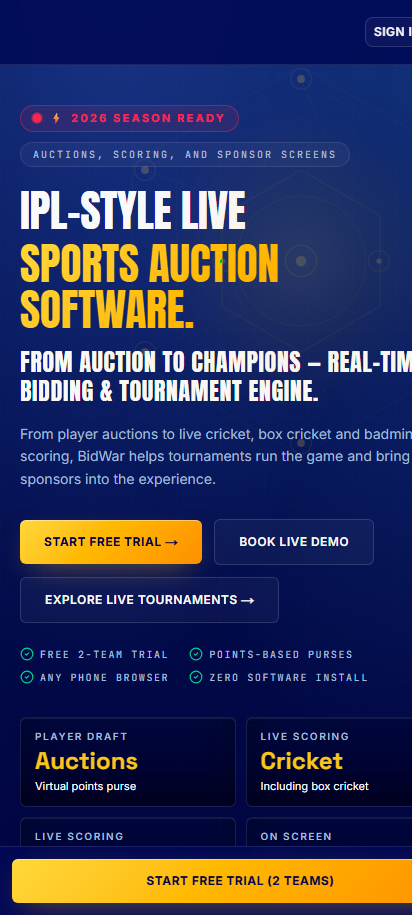 SIGN
2026 SEASON READY
AUCTIONS, SCORING, AND SPONSOR SCREENS
IPL-STYLE LIVE
SPORTS AUCTION
SOFTWARE.
FROM AUCTION TO CHAMPIONS – REAL-TIM
BIDDING & TOURNAMENT ENGINE.
From player auctions to live cricket, box cricket and badmin
scoring, BidWar helps tournaments run the game and bring
sponsors into the experience.
START FREE TRIAL → BOOK LIVE DEMO
EXPLORE LIVE TOURNAMENTS →
FREE 2-TEAM TRIAL POINTS-BASED PURSES
ANY PHONE BROWSER ZERO SOFTWARE INSTALL
PLAYER DRAFT LIVE SCORING
Auctions Cricket
Virtual points purse Including box cricket
LIVE SCORING ON SCREEN
START FREE TRIAL (2 TEAMS)